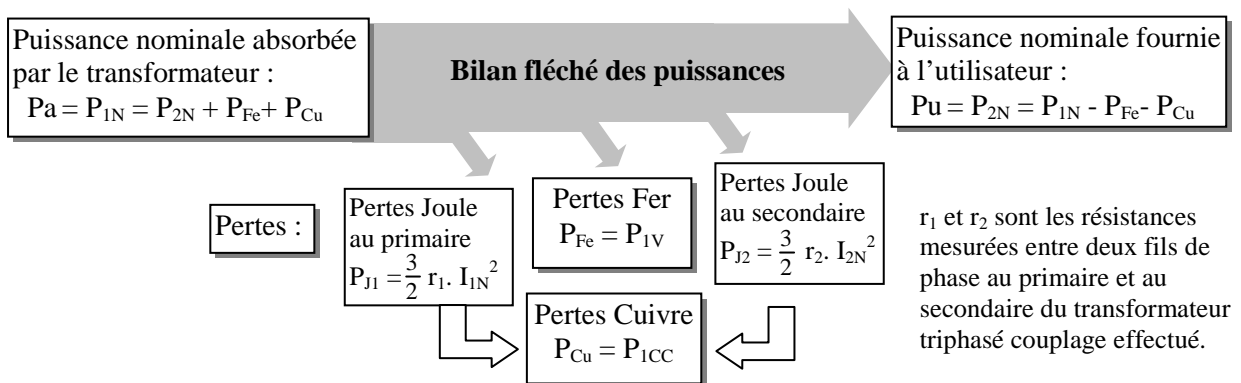 Puissance nominale absorbée
par le transformateur :
Pa = P₁N = P₂N + PFe + PCu
Bilan fléché des puissances
Puissance nominale fournie
à l'utilisateur :
Pu = P₂N = P₁N - PFe - PCu
Pertes :
Pertes Joule
au primaire
PJ1 = 3/2 r₁. I₁N²
Pertes Fer
PFe = P₁V
Pertes Joule
au secondaire
PJ2 = 3/2 r₂. I₂N²
Pertes Cuivre
PCu = P₁CC
r₁ et r₂ sont les résistances
mesurées entre deux fils de
phase au primaire et au
secondaire du transformateur
triphasé couplage effectué.